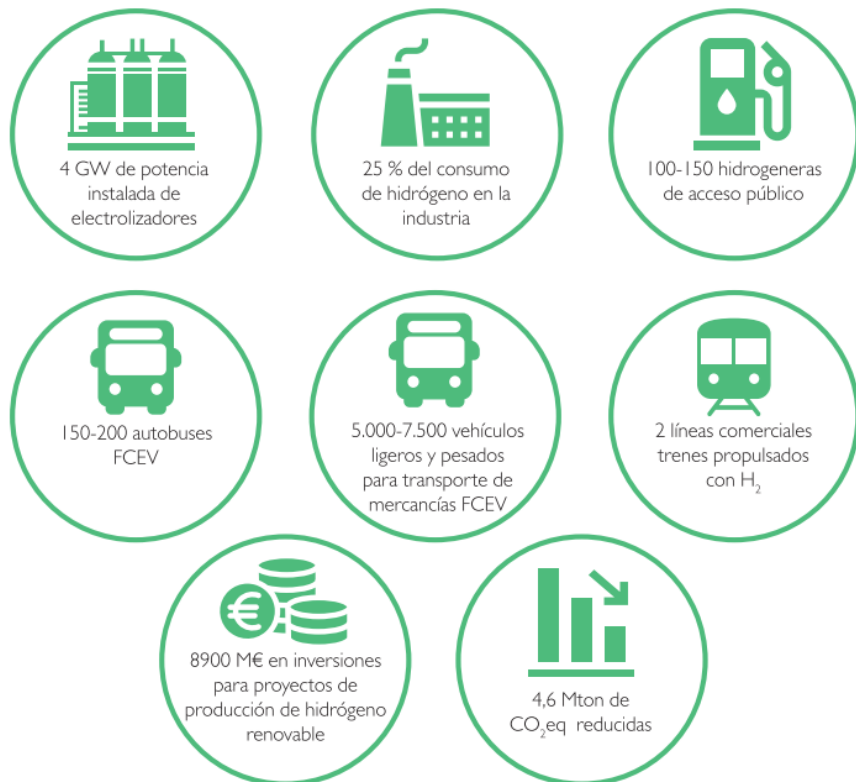 4 GW de potencia
instalada de
electrolizadores
25 % del consumo
de hidrógeno en la
industria
100-150 hidrogeneras
de acceso público
150-200 autobuses
FCEV
5.000-7.500 vehículos
ligeros y pesados
para transporte de
mercancías FCEV
2 líneas comerciales
trenes propulsados
con H₂
€
8900 M€ en inversiones
para proyectos de
producción de hidrógeno
renovable
4,6 Mton de
CO₂eq reducidas